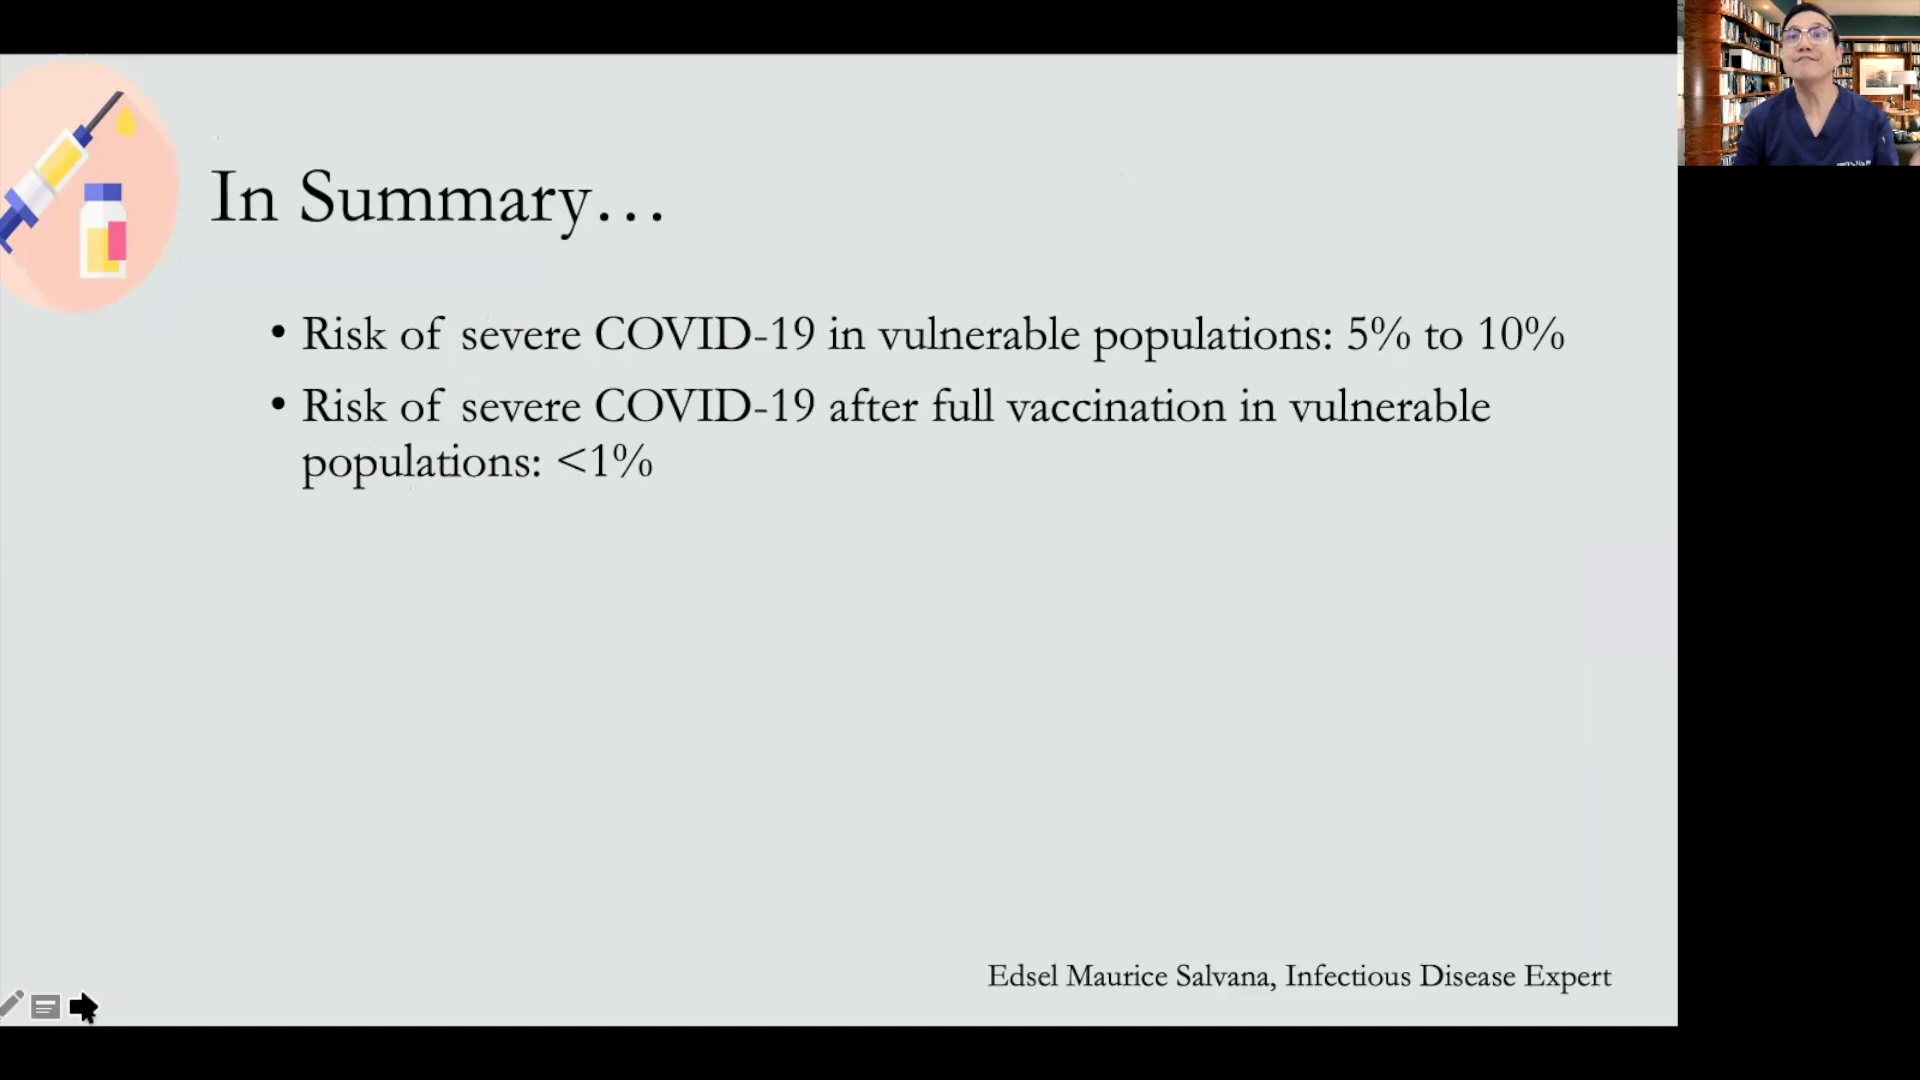 In Summary…
• Risk of severe COVID-19 in vulnerable populations: 5% to 10%
• Risk of severe COVID-19 after full vaccination in vulnerable
populations: <1%
Edsel Maurice Salvana, Infectious Disease Expert